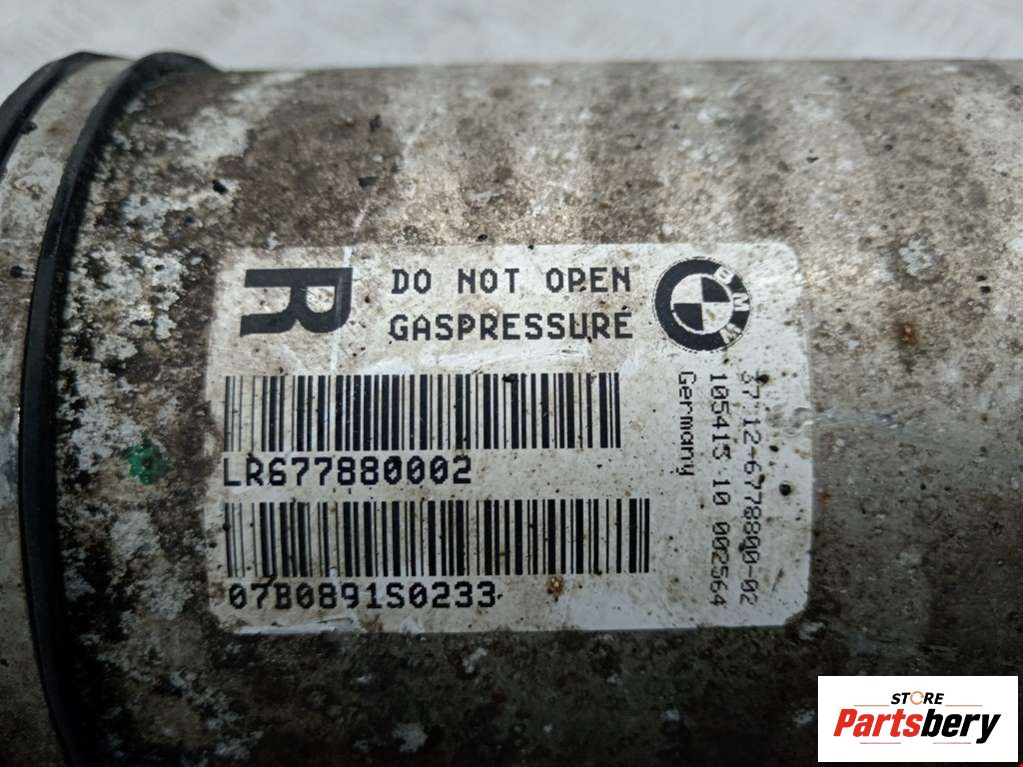 R
DO NOT OPEN
GASPRESSURE
BMW
37 12-6778800-02
105415 10 002564
Germany
LR677880002
07B0891S0233
STORE
Partsbery